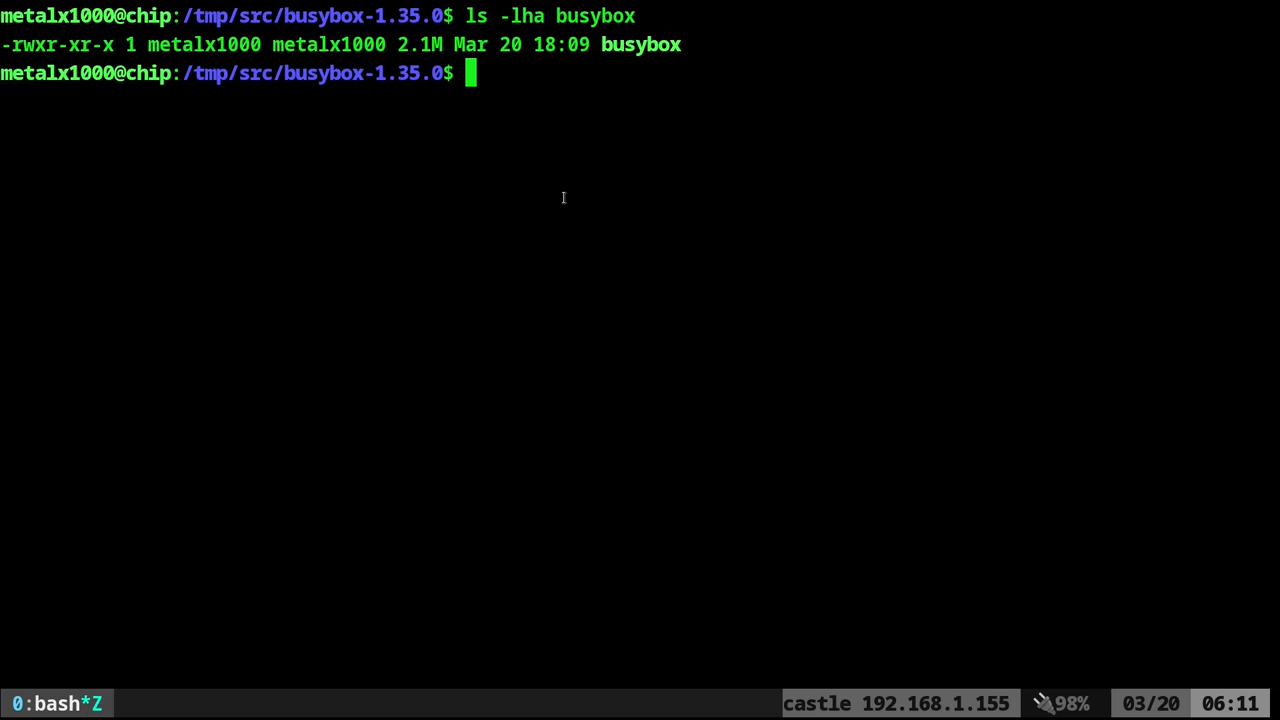 metalx1000@chip:/tmp/src/busybox-1.35.0$ ls -lha busybox
-rwxr-xr-x 1 metalx1000 metalx1000 2.1M Mar 20 18:09 busybox
metalx1000@chip:/tmp/src/busybox-1.35.0$
0:bash*Z castle 192.168.1.155 98% 03/20 06:11